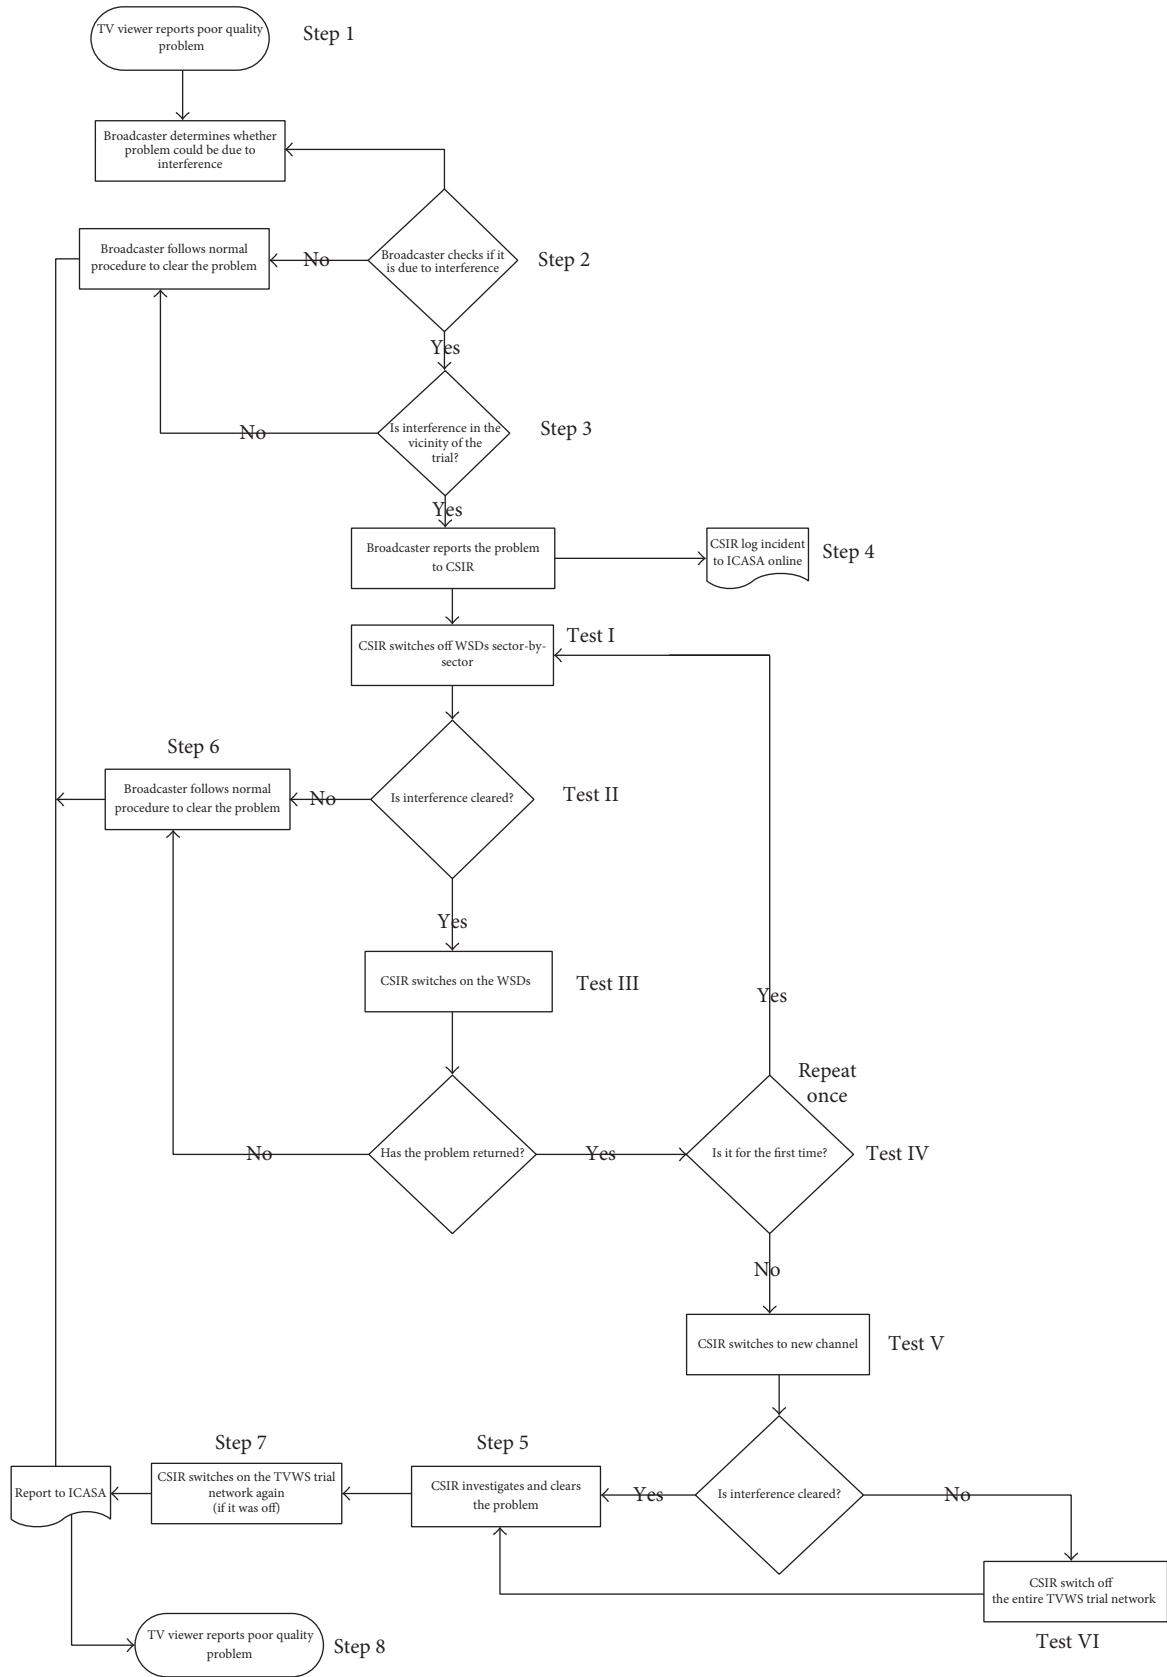 TV viewer reports poor quality
problem
Step 1
Broadcaster determines whether
problem could be due to
interference
Broadcaster follows normal
procedure to clear the problem
No
Broadcaster checks if it
is due to interference
Step 2
Yes
Is interference in the
vicinity of the
trial?
Step 3
No
Yes
Broadcaster reports the problem
to CSIR
CSIR log incident
to ICASA online
Step 4
CSIR switches off WSDs sector-by-
sector
Test I
Step 6
Broadcaster follows normal
procedure to clear the problem
No
Is interference cleared?
Test II
Yes
CSIR switches on the WSDs
Test III
Yes
Repeat
once
No
Has the problem returned?
Yes
Is it for the first time?
Test IV
No
CSIR switches to new channel
Test V
Step 7
Step 5
Report to ICASA
CSIR switches on the TVWS trial
network again
(if it was off)
CSIR investigates and clears
the problem
Yes
Is interference cleared?
No
CSIR switch off
the entire TVWS trial network
Test VI
TV viewer reports poor quality
problem
Step 8